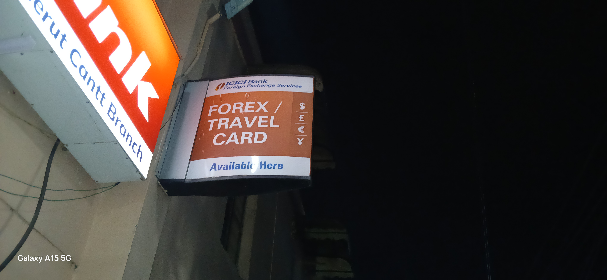 nk
erut Cantt Branch
ICICI Bank
Foreign Exchange Services
FOREX /
TRAVEL
CARD
$
£
€
¥
Available Here
Galaxy A15 5G